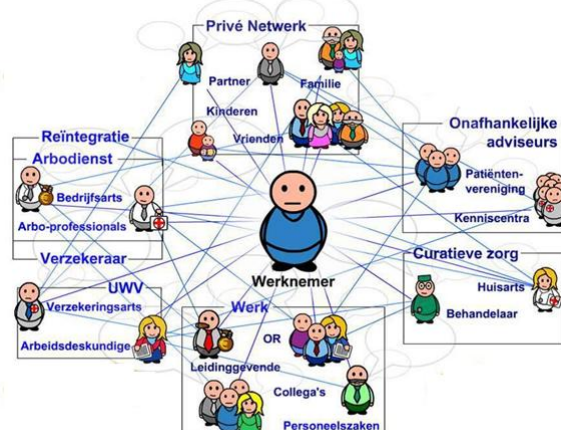 Privé Netwerk
Partner
Familie
Kinderen
Vrienden
Reïntegratie
Arbodienst
Bedrijfsarts
Arbo-professionals
Verzekeraar
UWV
Verzekeringsarts
Arbeidsdeskundige
Werknemer
Onafhankelijke
adviseurs
Patiënten-
vereniging
Kenniscentra
Curatieve zorg
Huisarts
Behandelaar
Werk
OR
Leidinggevende
Collega's
Personeelszaken